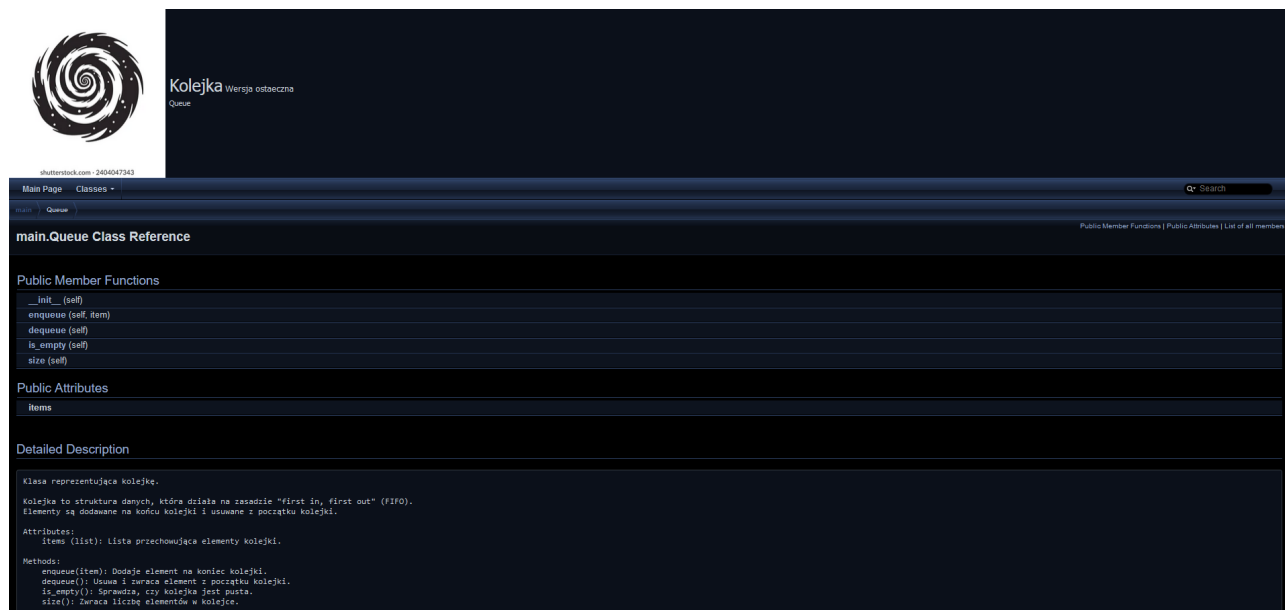 Kolejka Wersja ostaeczna
Queue
shutterstock.com · 2404047343
Main Page Classes
Search
main Queue
Public Member Functions | Public Attributes | List of all members
main.Queue Class Reference
Public Member Functions
__init__ (self)
enqueue (self, item)
dequeue (self)
is_empty (self)
size (self)
Public Attributes
items
Detailed Description
Klasa reprezentująca kolejkę.
Kolejka to struktura danych, która działa na zasadzie "first in, first out" (FIFO).
Elementy są dodawane na końcu kolejki i usuwane z początku kolejki.
Attributes:
items (list): Lista przechowująca elementy kolejki.
Methods:
enqueue(item): Dodaje element na koniec kolejki.
dequeue(): Usuwa i zwraca element z początku kolejki.
is_empty(): Sprawdza, czy kolejka jest pusta.
size(): Zwraca liczbę elementów w kolejce.